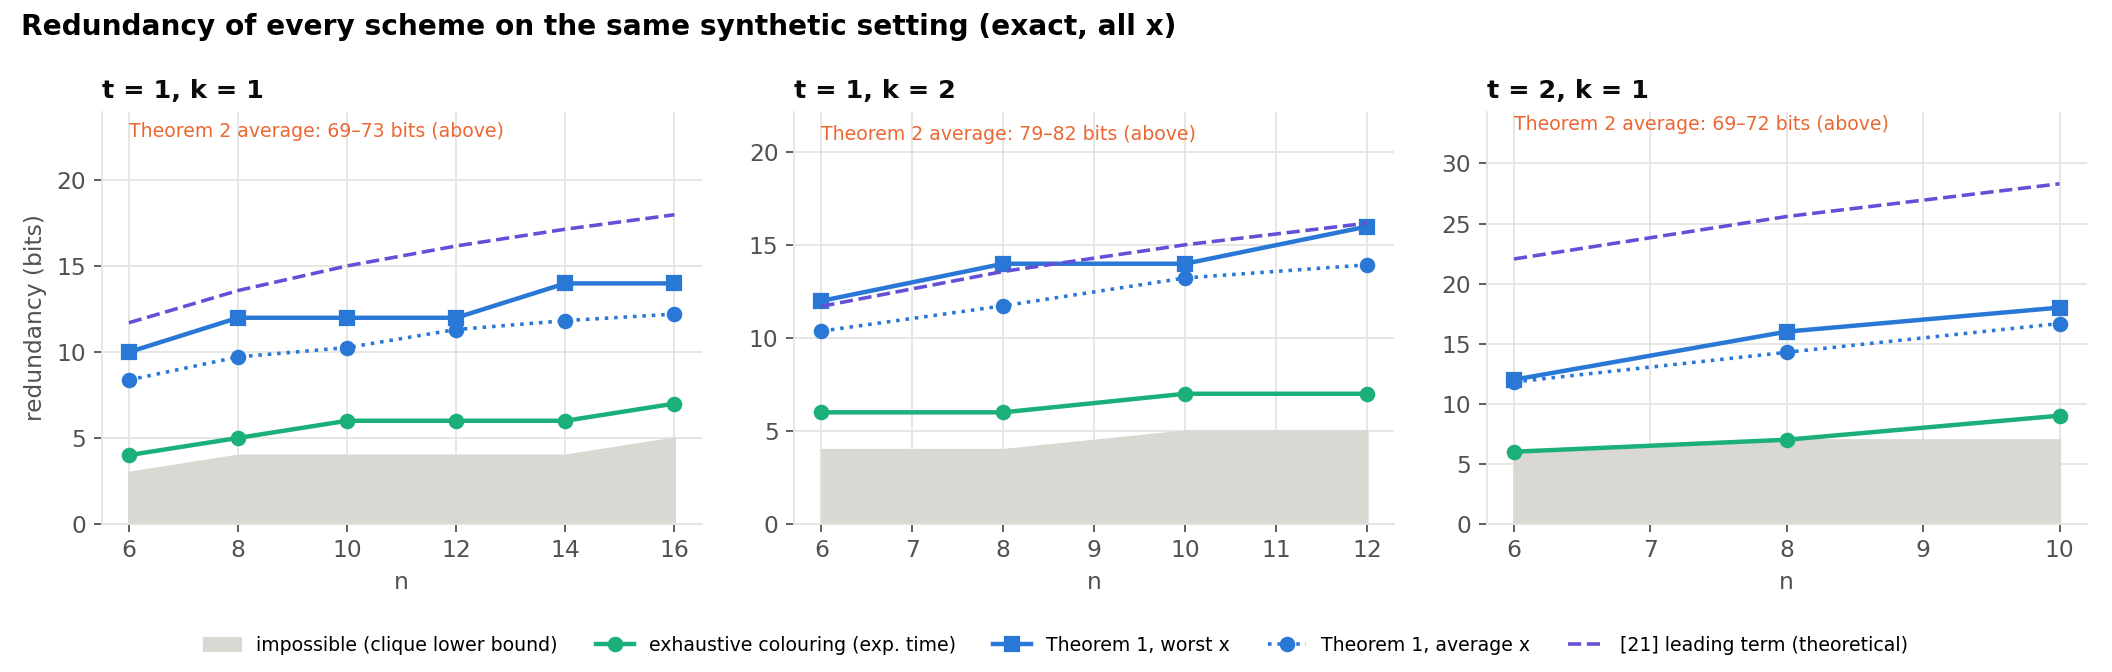 Redundancy of every scheme on the same synthetic setting (exact, all x)
t = 1, k = 1
Theorem 2 average: 69–73 bits (above)
redundancy (bits)
20
15
10
5
0
6 8 10 12 14 16
n
t = 1, k = 2
Theorem 2 average: 79–82 bits (above)
20
15
10
5
0
6 7 8 9 10 11 12
n
t = 2, k = 1
Theorem 2 average: 69–72 bits (above)
30
25
20
15
10
5
0
6 7 8 9 10
n
impossible (clique lower bound) exhaustive colouring (exp. time) Theorem 1, worst x Theorem 1, average x [21] leading term (theoretical)